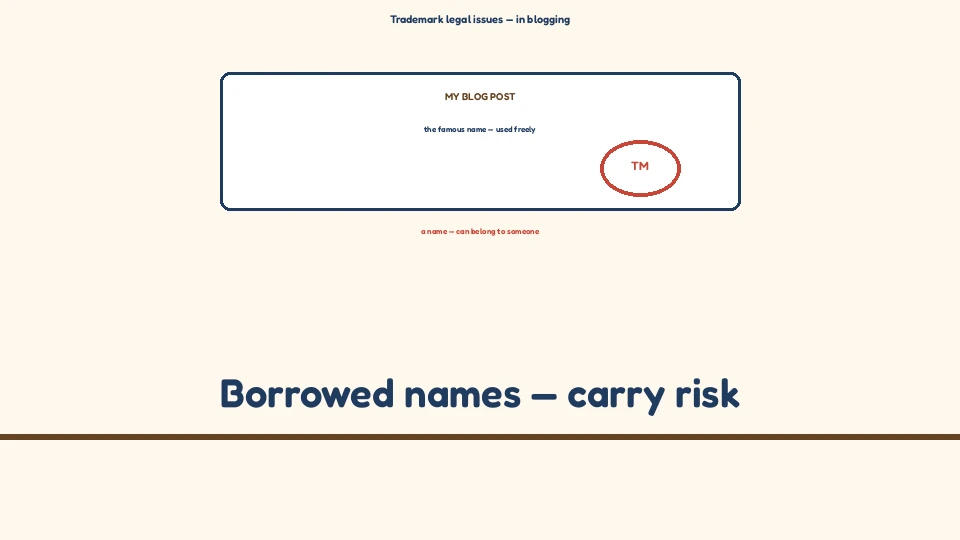 Trademark legal issues — in blogging
MY BLOG POST
the famous name — used freely
TM
a name — can belong to someone
Borrowed names — carry risk